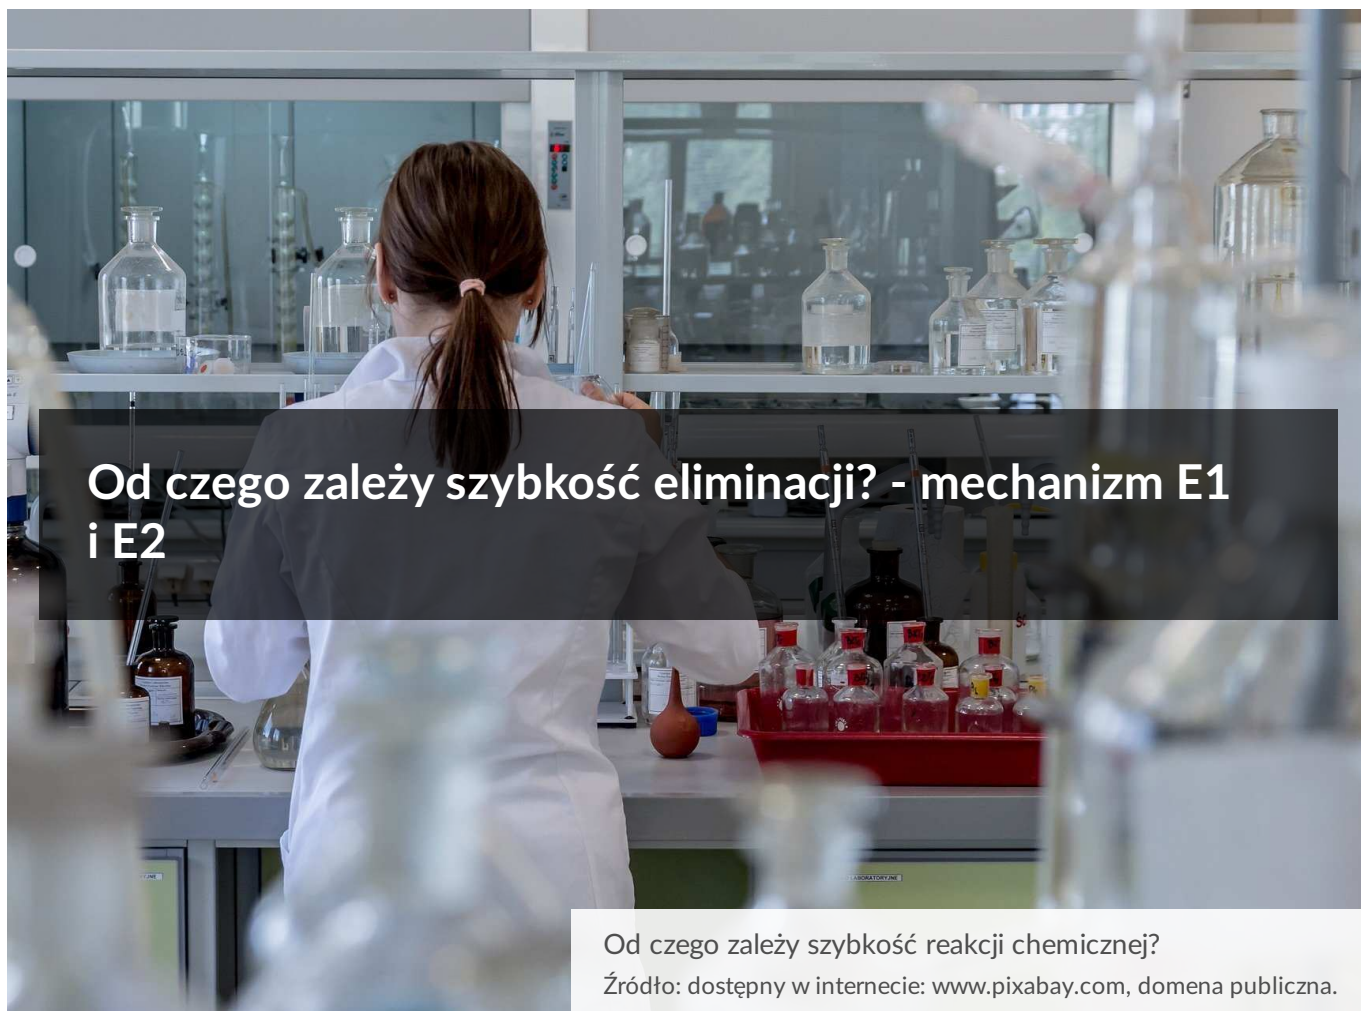 Od czego zależy szybkość eliminacji? - mechanizm E1
i E2
Od czego zależy szybkość reakcji chemicznej?
Źródło: dostępny w internecie: www.pixabay.com, domena publiczna.